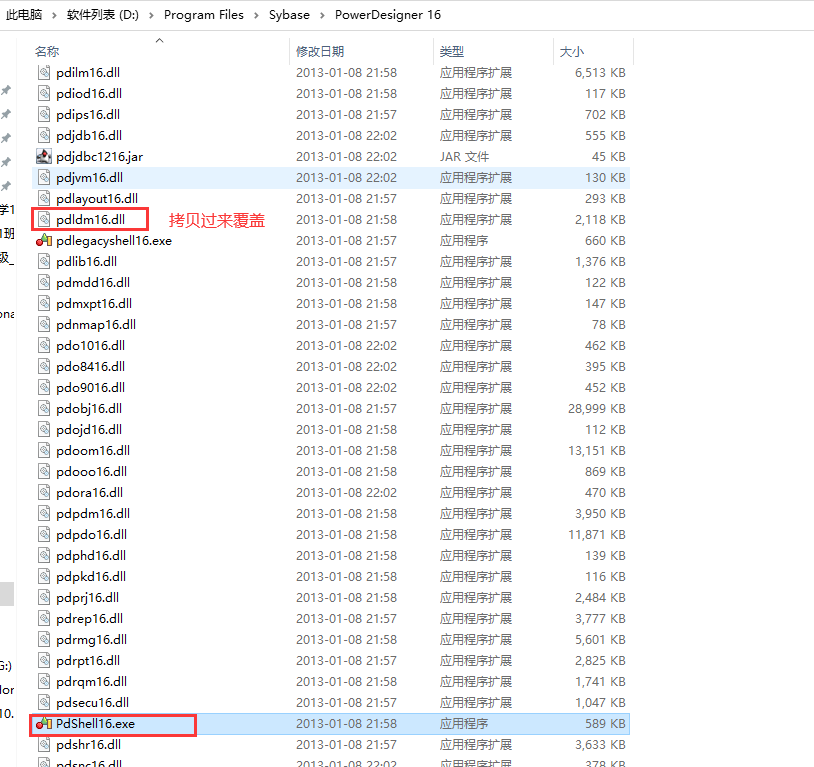 此电脑 › 软件列表 (D:) › Program Files › Sybase › PowerDesigner 16
名称 修改日期 类型 大小
pdilm16.dll 2013-01-08 21:58 应用程序扩展 6,513 KB
pdiod16.dll 2013-01-08 21:58 应用程序扩展 117 KB
pdips16.dll 2013-01-08 21:57 应用程序扩展 702 KB
pdjdb16.dll 2013-01-08 22:02 应用程序扩展 555 KB
pdjdbc1216.jar 2013-01-08 22:02 JAR 文件 45 KB
pdjvm16.dll 2013-01-08 22:02 应用程序扩展 130 KB
pdlayout16.dll 2013-01-08 21:57 应用程序扩展 293 KB
学1
pdldm16.dll 拷贝过来覆盖 2013-01-08 21:58 应用程序扩展 2,118 KB
1班
pdlegacyshell16.exe 2013-01-08 21:58 应用程序 660 KB
级_
pdlib16.dll 2013-01-08 21:57 应用程序扩展 1,376 KB
pdmdd16.dll 2013-01-08 21:58 应用程序扩展 122 KB
pdmxpt16.dll 2013-01-08 21:58 应用程序扩展 147 KB
ona
pdnmap16.dll 2013-01-08 21:57 应用程序扩展 78 KB
pdo1016.dll 2013-01-08 22:02 应用程序扩展 462 KB
pdo8416.dll 2013-01-08 22:02 应用程序扩展 395 KB
pdo9016.dll 2013-01-08 22:02 应用程序扩展 452 KB
pdobj16.dll 2013-01-08 21:57 应用程序扩展 28,999 KB
pdojd16.dll 2013-01-08 21:58 应用程序扩展 112 KB
pdoom16.dll 2013-01-08 21:58 应用程序扩展 13,151 KB
pdooo16.dll 2013-01-08 21:57 应用程序扩展 869 KB
pdora16.dll 2013-01-08 22:02 应用程序扩展 470 KB
pdpdm16.dll 2013-01-08 21:58 应用程序扩展 3,950 KB
pdpdo16.dll 2013-01-08 21:57 应用程序扩展 11,871 KB
pdphd16.dll 2013-01-08 21:58 应用程序扩展 139 KB
pdpkd16.dll 2013-01-08 21:58 应用程序扩展 116 KB
pdprj16.dll 2013-01-08 21:58 应用程序扩展 2,484 KB
pdrep16.dll 2013-01-08 21:57 应用程序扩展 3,777 KB
pdrmg16.dll 2013-01-08 21:58 应用程序扩展 5,601 KB
pdrpt16.dll 2013-01-08 21:57 应用程序扩展 2,825 KB
G:)
pdrqm16.dll 2013-01-08 21:58 应用程序扩展 1,741 KB
lor
pdsecu16.dll 2013-01-08 21:57 应用程序扩展 1,047 KB
10.
PdShell16.exe 2013-01-08 21:58 应用程序 589 KB
pdshr16.dll 2013-01-08 21:57 应用程序扩展 3,633 KB
pdsnc16.dll 2013-01-08 22:02 应用程序扩展 378 KB